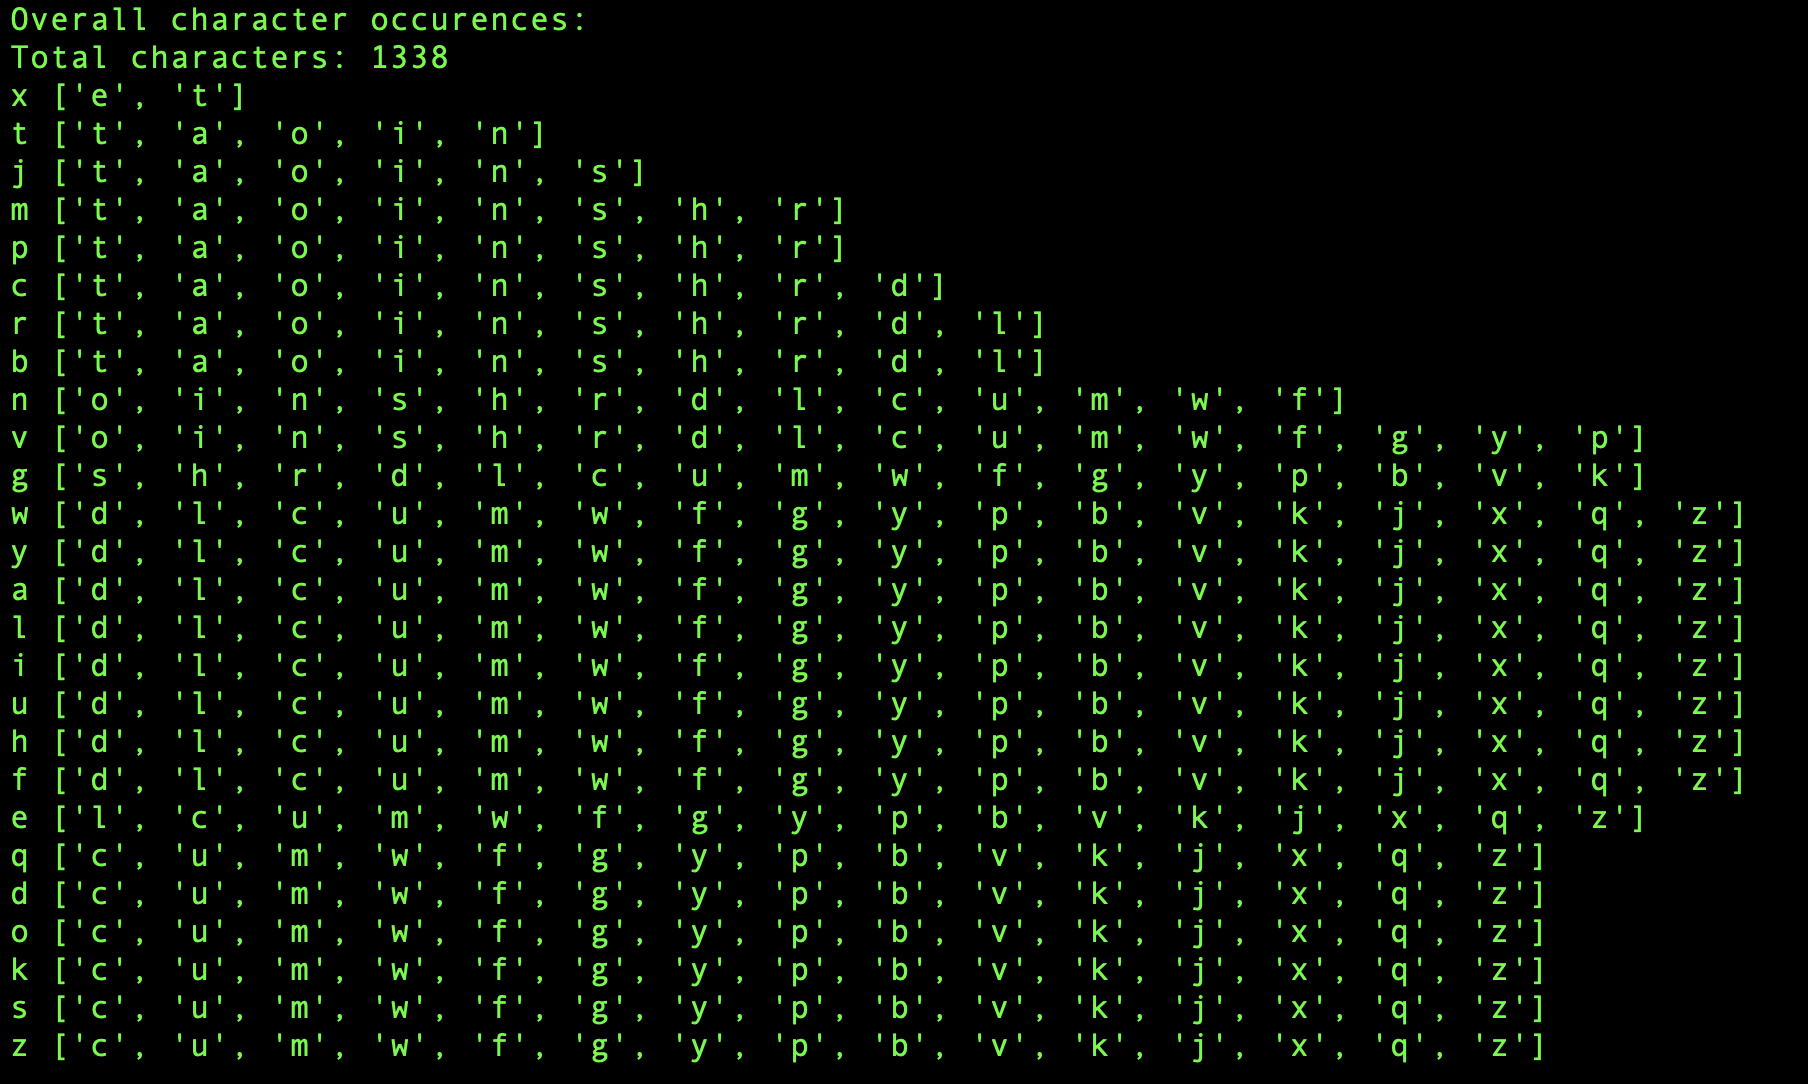 Overall character occurences:
Total characters: 1338
x ['e', 't']
t ['t', 'a', 'o', 'i', 'n']
j ['t', 'a', 'o', 'i', 'n', 's']
m ['t', 'a', 'o', 'i', 'n', 's', 'h', 'r']
p ['t', 'a', 'o', 'i', 'n', 's', 'h', 'r']
c ['t', 'a', 'o', 'i', 'n', 's', 'h', 'r', 'd']
r ['t', 'a', 'o', 'i', 'n', 's', 'h', 'r', 'd', 'l']
b ['t', 'a', 'o', 'i', 'n', 's', 'h', 'r', 'd', 'l']
n ['o', 'i', 'n', 's', 'h', 'r', 'd', 'l', 'c', 'u', 'm', 'w', 'f']
v ['o', 'i', 'n', 's', 'h', 'r', 'd', 'l', 'c', 'u', 'm', 'w', 'f', 'g', 'y', 'p']
g ['s', 'h', 'r', 'd', 'l', 'c', 'u', 'm', 'w', 'f', 'g', 'y', 'p', 'b', 'v', 'k']
w ['d', 'l', 'c', 'u', 'm', 'w', 'f', 'g', 'y', 'p', 'b', 'v', 'k', 'j', 'x', 'q', 'z']
y ['d', 'l', 'c', 'u', 'm', 'w', 'f', 'g', 'y', 'p', 'b', 'v', 'k', 'j', 'x', 'q', 'z']
a ['d', 'l', 'c', 'u', 'm', 'w', 'f', 'g', 'y', 'p', 'b', 'v', 'k', 'j', 'x', 'q', 'z']
l ['d', 'l', 'c', 'u', 'm', 'w', 'f', 'g', 'y', 'p', 'b', 'v', 'k', 'j', 'x', 'q', 'z']
i ['d', 'l', 'c', 'u', 'm', 'w', 'f', 'g', 'y', 'p', 'b', 'v', 'k', 'j', 'x', 'q', 'z']
u ['d', 'l', 'c', 'u', 'm', 'w', 'f', 'g', 'y', 'p', 'b', 'v', 'k', 'j', 'x', 'q', 'z']
h ['d', 'l', 'c', 'u', 'm', 'w', 'f', 'g', 'y', 'p', 'b', 'v', 'k', 'j', 'x', 'q', 'z']
f ['d', 'l', 'c', 'u', 'm', 'w', 'f', 'g', 'y', 'p', 'b', 'v', 'k', 'j', 'x', 'q', 'z']
e ['l', 'c', 'u', 'm', 'w', 'f', 'g', 'y', 'p', 'b', 'v', 'k', 'j', 'x', 'q', 'z']
q ['c', 'u', 'm', 'w', 'f', 'g', 'y', 'p', 'b', 'v', 'k', 'j', 'x', 'q', 'z']
d ['c', 'u', 'm', 'w', 'f', 'g', 'y', 'p', 'b', 'v', 'k', 'j', 'x', 'q', 'z']
o ['c', 'u', 'm', 'w', 'f', 'g', 'y', 'p', 'b', 'v', 'k', 'j', 'x', 'q', 'z']
k ['c', 'u', 'm', 'w', 'f', 'g', 'y', 'p', 'b', 'v', 'k', 'j', 'x', 'q', 'z']
s ['c', 'u', 'm', 'w', 'f', 'g', 'y', 'p', 'b', 'v', 'k', 'j', 'x', 'q', 'z']
z ['c', 'u', 'm', 'w', 'f', 'g', 'y', 'p', 'b', 'v', 'k', 'j', 'x', 'q', 'z']